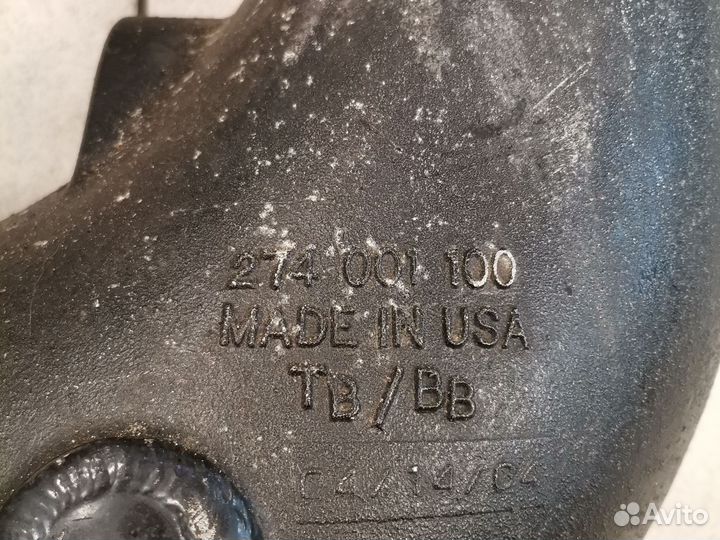 274 001 100
MADE IN USA
TB/BB
04/14/04
Avito